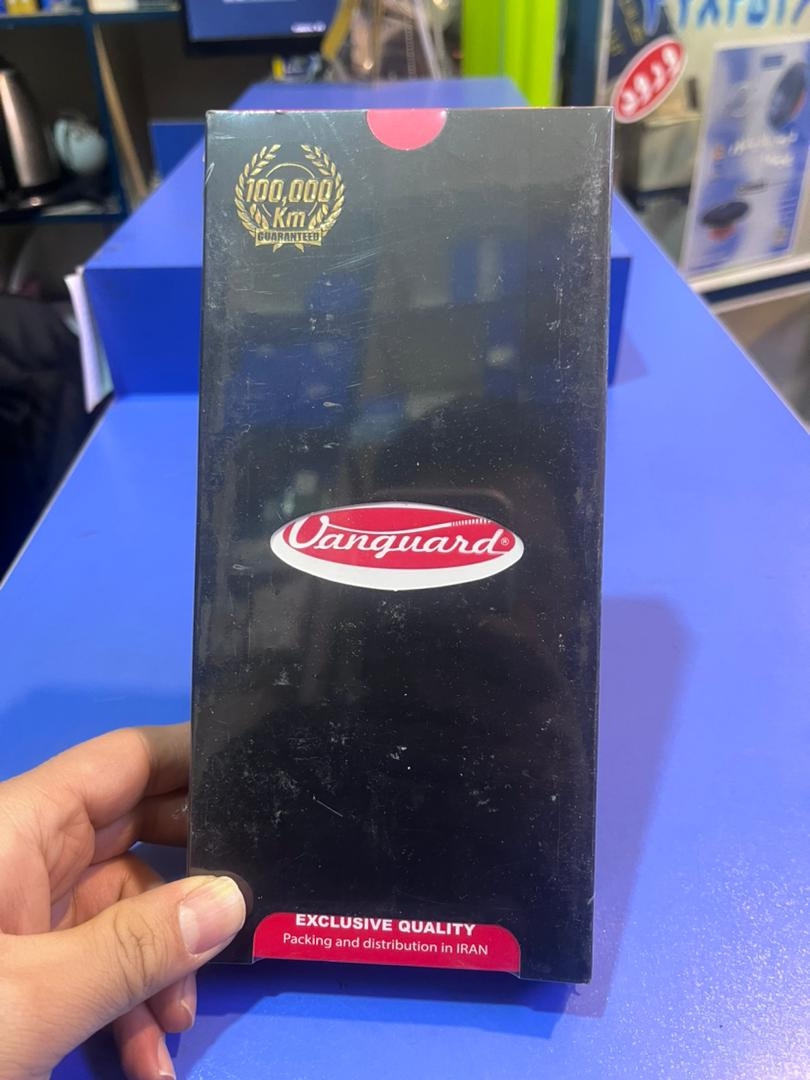 100,000
Km
GUARANTEED
Vanguard®
EXCLUSIVE QUALITY
Packing and distribution in IRAN